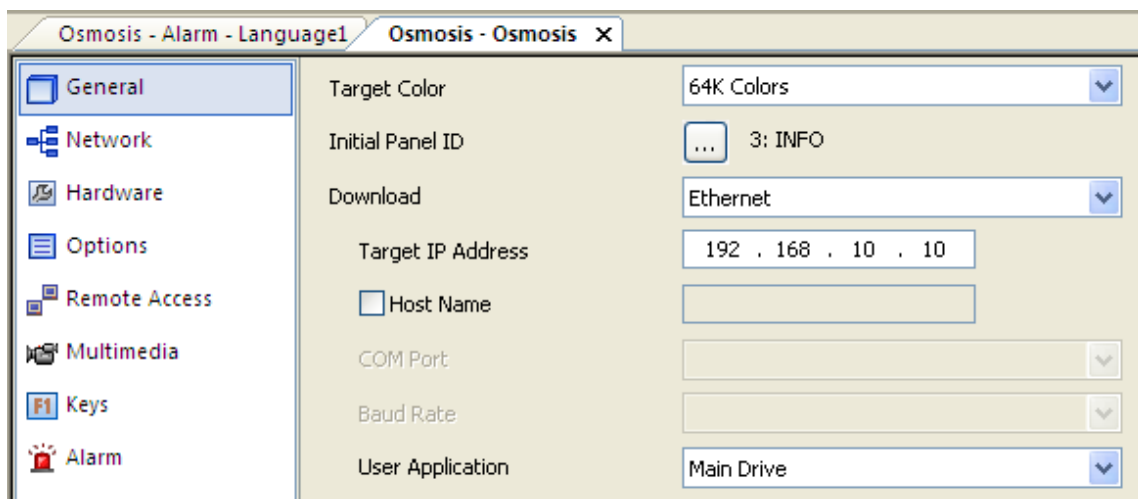 Osmosis - Alarm - Language1
Osmosis - Osmosis X
General
Network
Hardware
Options
Remote Access
Multimedia
F1 Keys
Alarm
Target Color 64K Colors
Initial Panel ID ... 3: INFO
Download Ethernet
Target IP Address 192 . 168 . 10 . 10
Host Name
COM Port
Baud Rate
User Application Main Drive